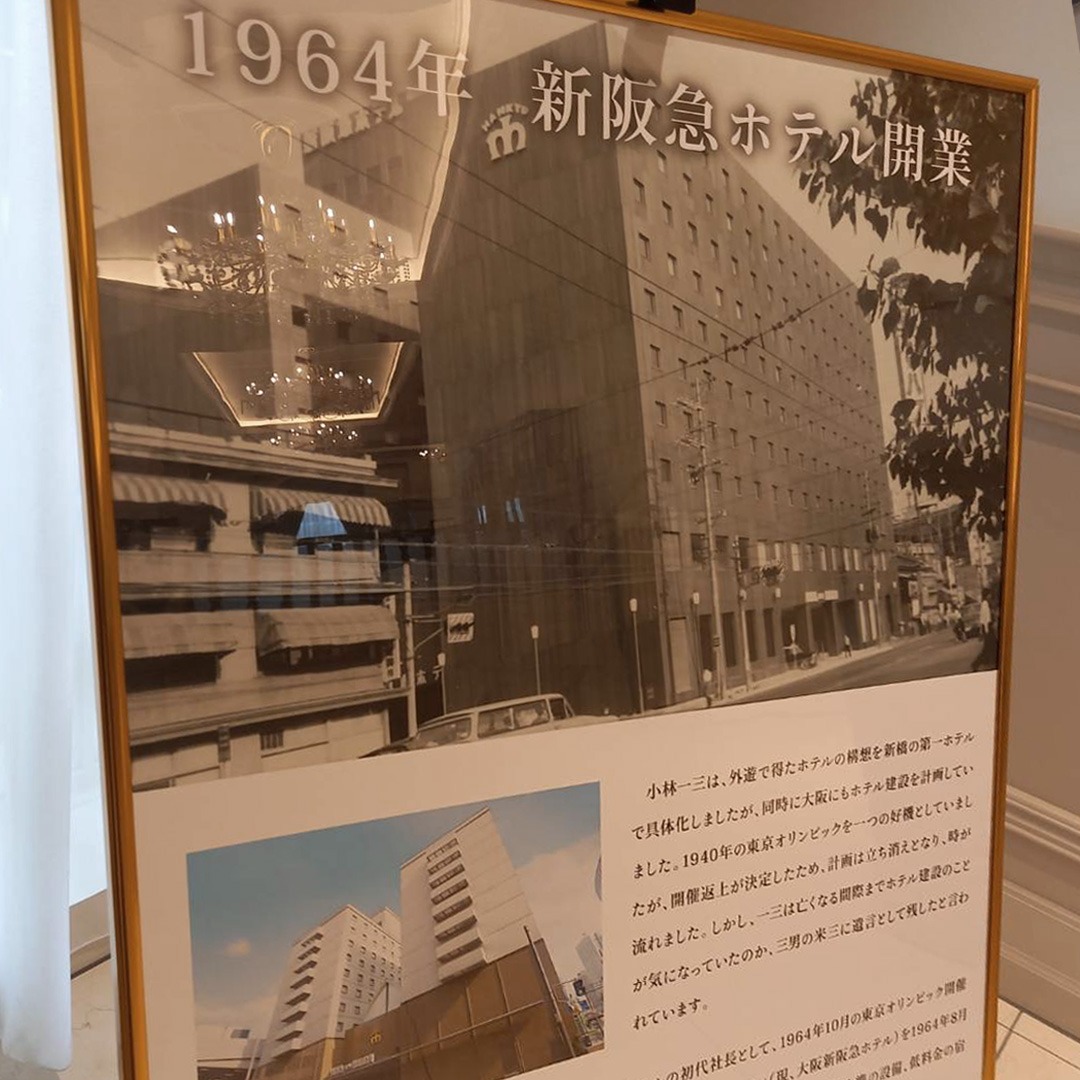 1964年 新阪急ホテル開業
HANKYU
小林一三は、外遊で得たホテルの構想を新橋の第一ホテル
で具体化しましたが、同時に大阪にもホテル建設を計画してい
ました。1940年の東京オリンピックを一つの好機としていまし
たが、開催返上が決定したため、計画は立ち消えとなり、時が
流れました。しかし、一三は亡くなる間際までホテル建設のこと
が気になっていたのか、三男の米三に遺言として残したと言わ
れています。
の初代社長として、1964年10月の東京オリンピック開催
(現、大阪新阪急ホテル)を1964年8月
の設備、低料金の宿